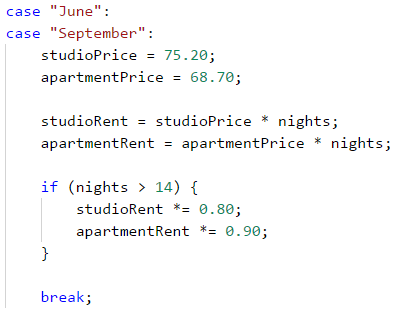 case "June":
case "September":
    studioPrice = 75.20;
    apartmentPrice = 68.70;

    studioRent = studioPrice * nights;
    apartmentRent = apartmentPrice * nights;

    if (nights > 14) {
        studioRent *= 0.80;
        apartmentRent *= 0.90;
    }

    break;